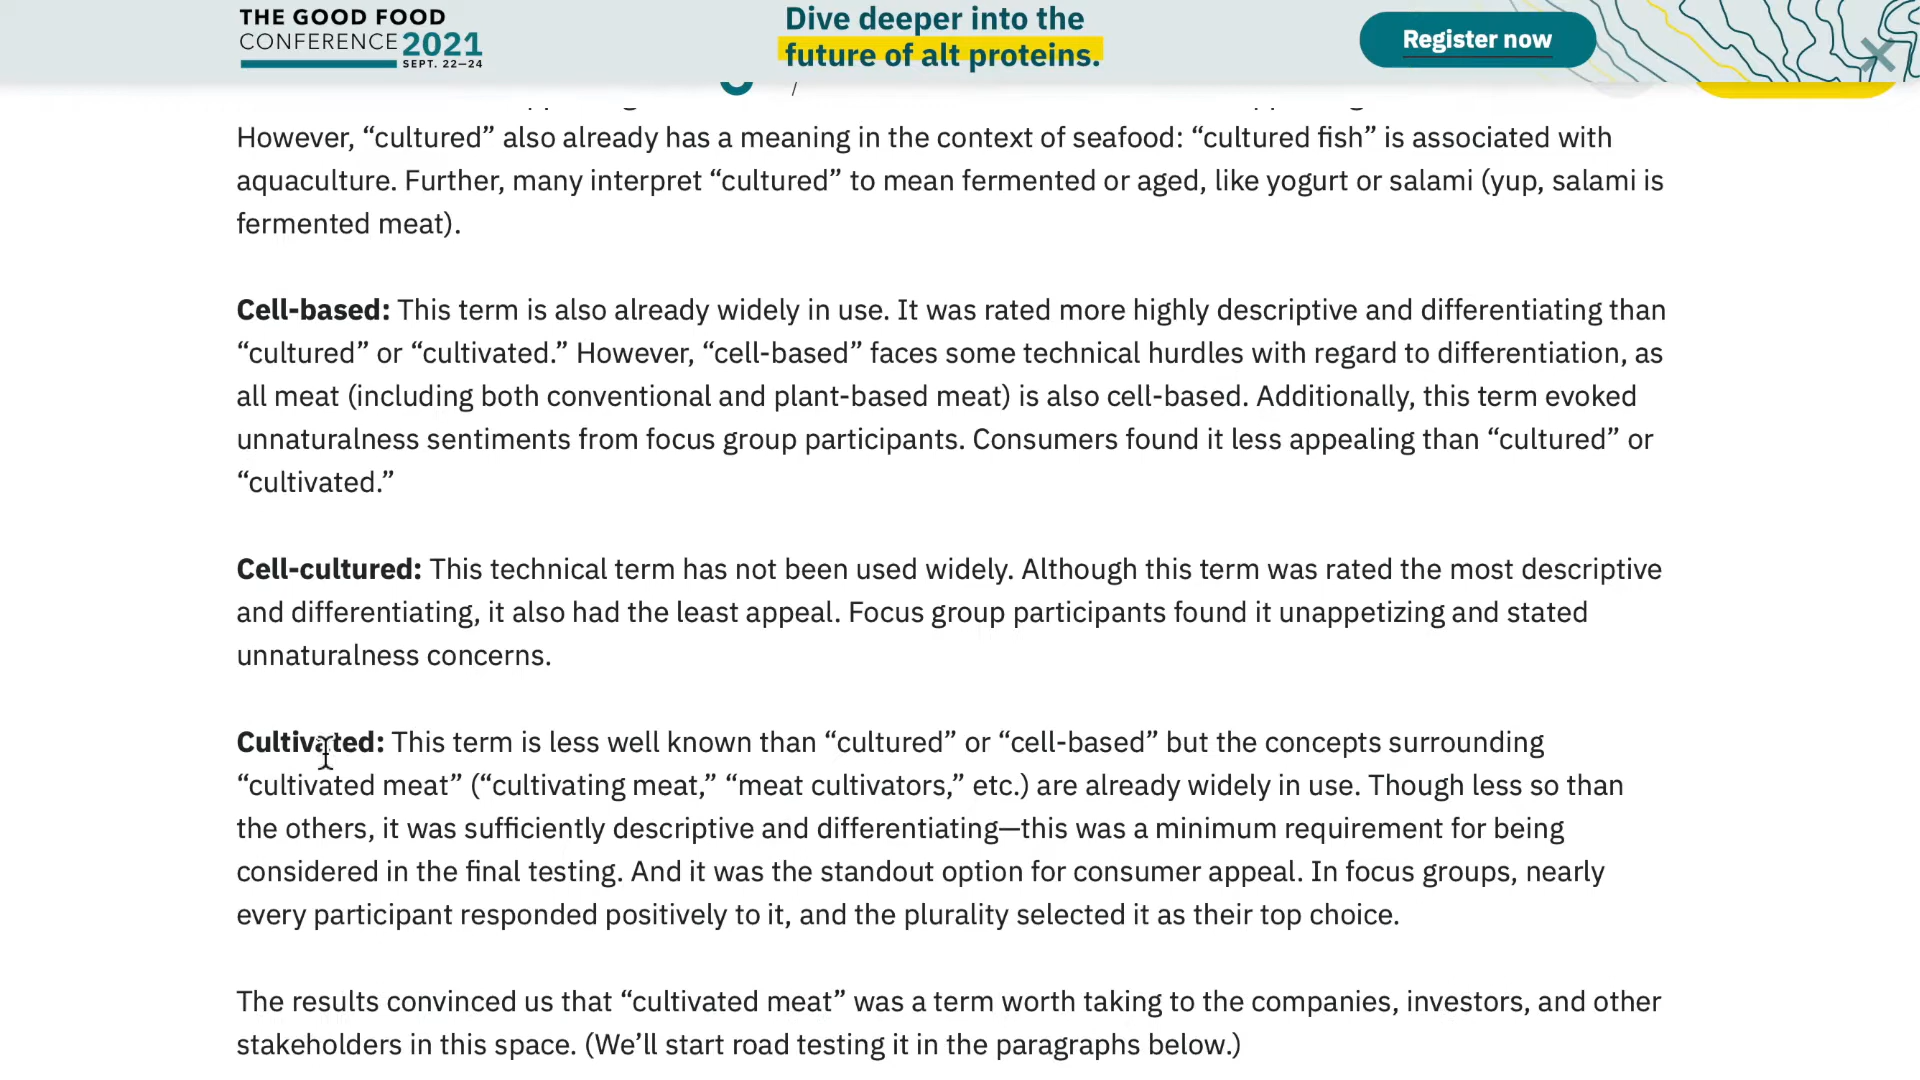 THE GOOD FOOD
CONFERENCE 2021
SEPT. 22—24
Dive deeper into the
future of alt proteins.
Register now
However, “cultured” also already has a meaning in the context of seafood: “cultured fish” is associated with
aquaculture. Further, many interpret “cultured” to mean fermented or aged, like yogurt or salami (yup, salami is
fermented meat).
Cell-based: This term is also already widely in use. It was rated more highly descriptive and differentiating than
“cultured” or “cultivated.” However, “cell-based” faces some technical hurdles with regard to differentiation, as
all meat (including both conventional and plant-based meat) is also cell-based. Additionally, this term evoked
unnaturalness sentiments from focus group participants. Consumers found it less appealing than “cultured” or
“cultivated.”
Cell-cultured: This technical term has not been used widely. Although this term was rated the most descriptive
and differentiating, it also had the least appeal. Focus group participants found it unappetizing and stated
unnaturalness concerns.
Cultivated: This term is less well known than “cultured” or “cell-based” but the concepts surrounding
“cultivated meat” (“cultivating meat,” “meat cultivators,” etc.) are already widely in use. Though less so than
the others, it was sufficiently descriptive and differentiating—this was a minimum requirement for being
considered in the final testing. And it was the standout option for consumer appeal. In focus groups, nearly
every participant responded positively to it, and the plurality selected it as their top choice.
The results convinced us that “cultivated meat” was a term worth taking to the companies, investors, and other
stakeholders in this space. (We’ll start road testing it in the paragraphs below.)